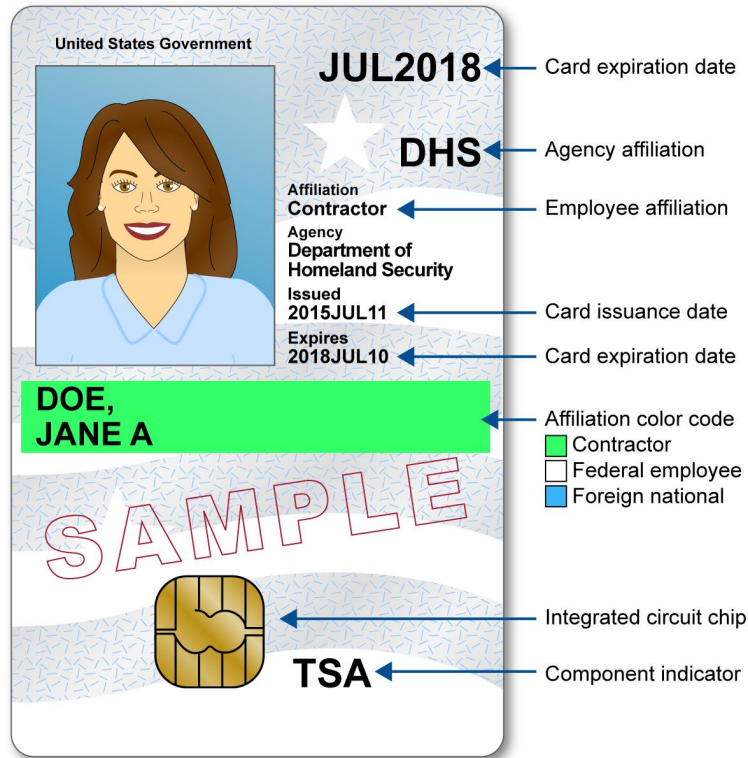 United States Government
JUL2018
Card expiration date
DHS
Agency affiliation
Affiliation
Contractor
Employee affiliation
Agency
Department of
Homeland Security
Issued
2015JUL11
Card issuance date
Expires
2018JUL10
Card expiration date
DOE,
JANE A
Affiliation color code
Contractor
Federal employee
Foreign national
SAMPLE
Integrated circuit chip
TSA
Component indicator